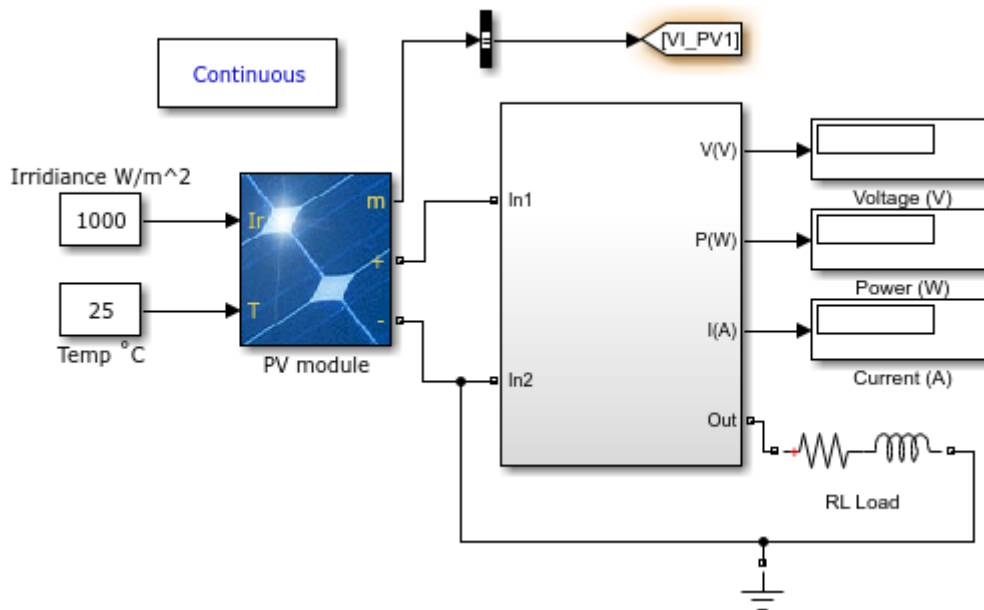 [VI_PV1]
Continuous
Irridiance W/m^2
1000
25
Temp °C
Ir
T
m
+
-
PV module
In1
In2
V(V)
P(W)
I(A)
Out
Voltage (V)
Power (W)
Current (A)
+
RL Load